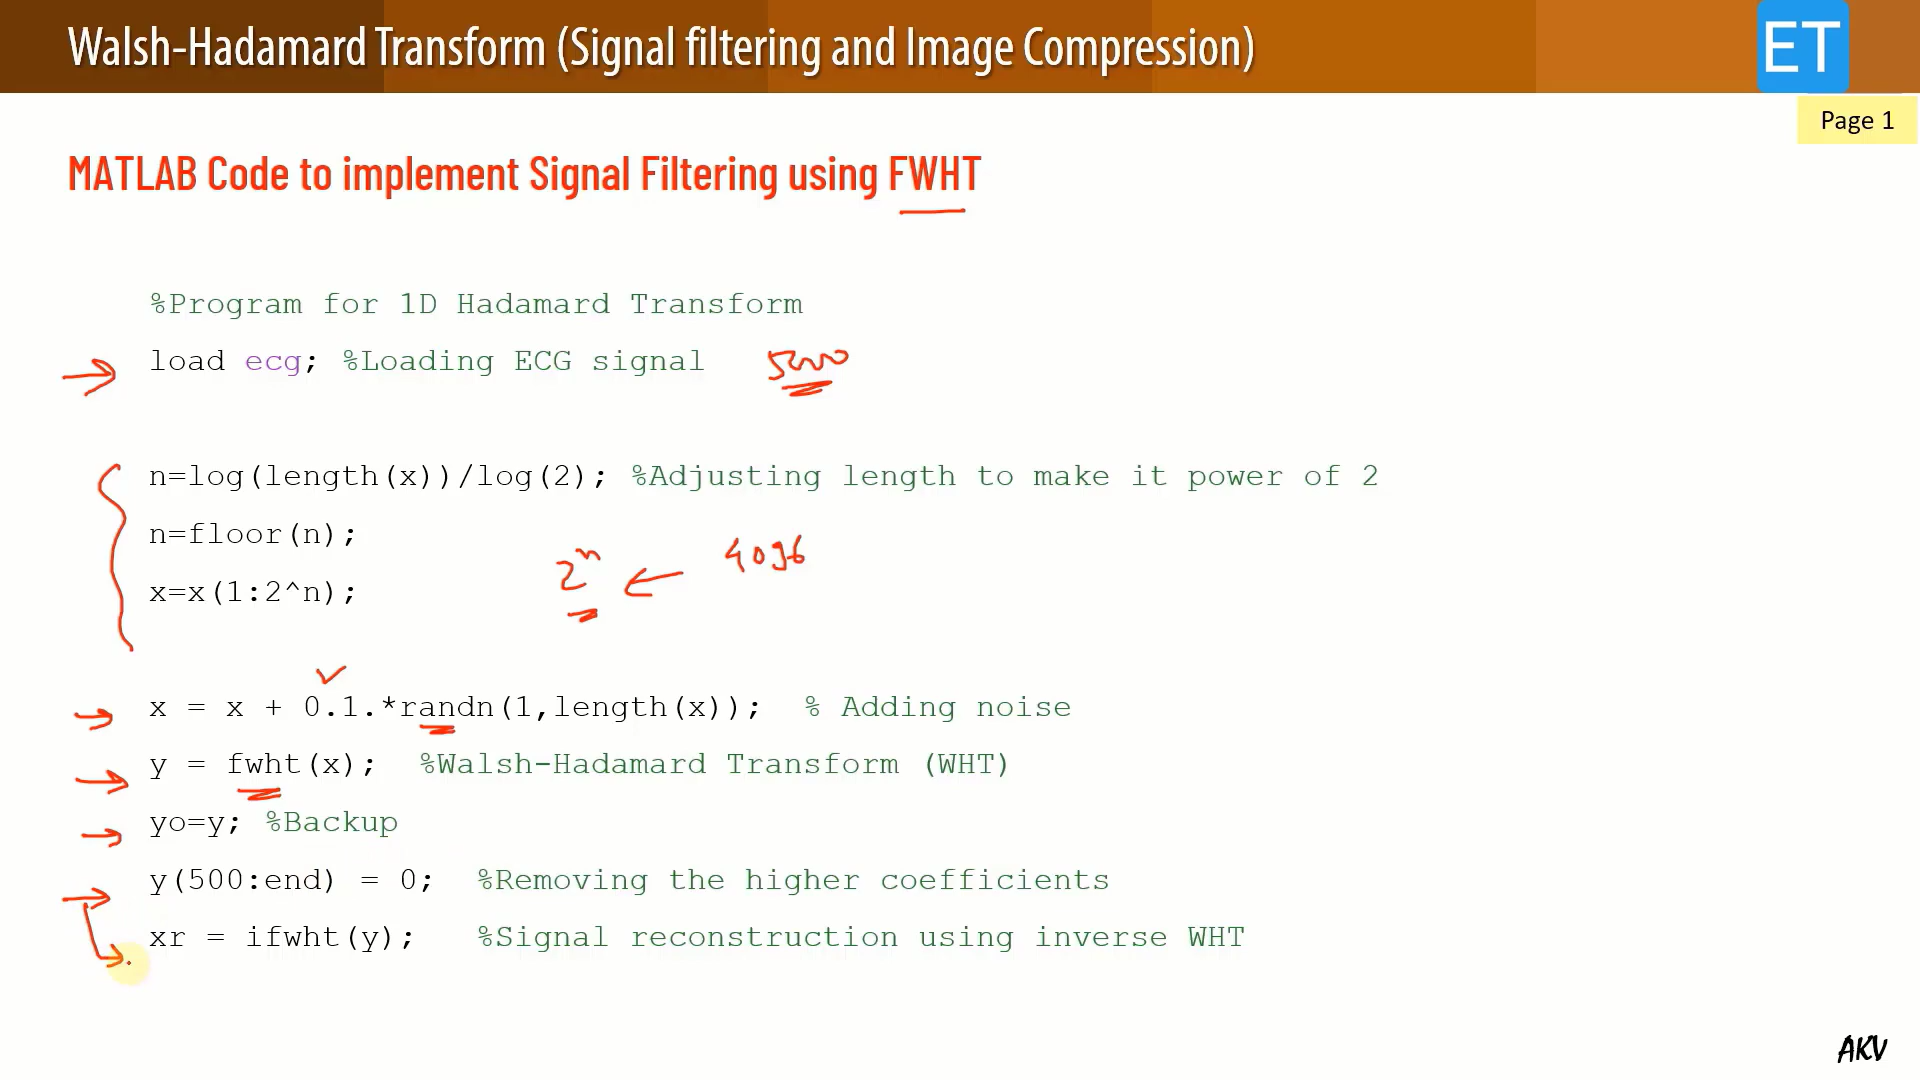 Walsh-Hadamard Transform (Signal filtering and Image Compression)
ET
Page 1
MATLAB Code to implement Signal Filtering using FWHT
%Program for 1D Hadamard Transform
load ecg; %Loading ECG signal
5000
n=log(length(x))/log(2); %Adjusting length to make it power of 2
n=floor(n);
2^n 4096
x=x(1:2^n);
x = x + 0.1.*randn(1,length(x)); % Adding noise
y = fwht(x); %Walsh-Hadamard Transform (WHT)
yo=y; %Backup
y(500:end) = 0; %Removing the higher coefficients
xr = ifwht(y); %Signal reconstruction using inverse WHT
AKV